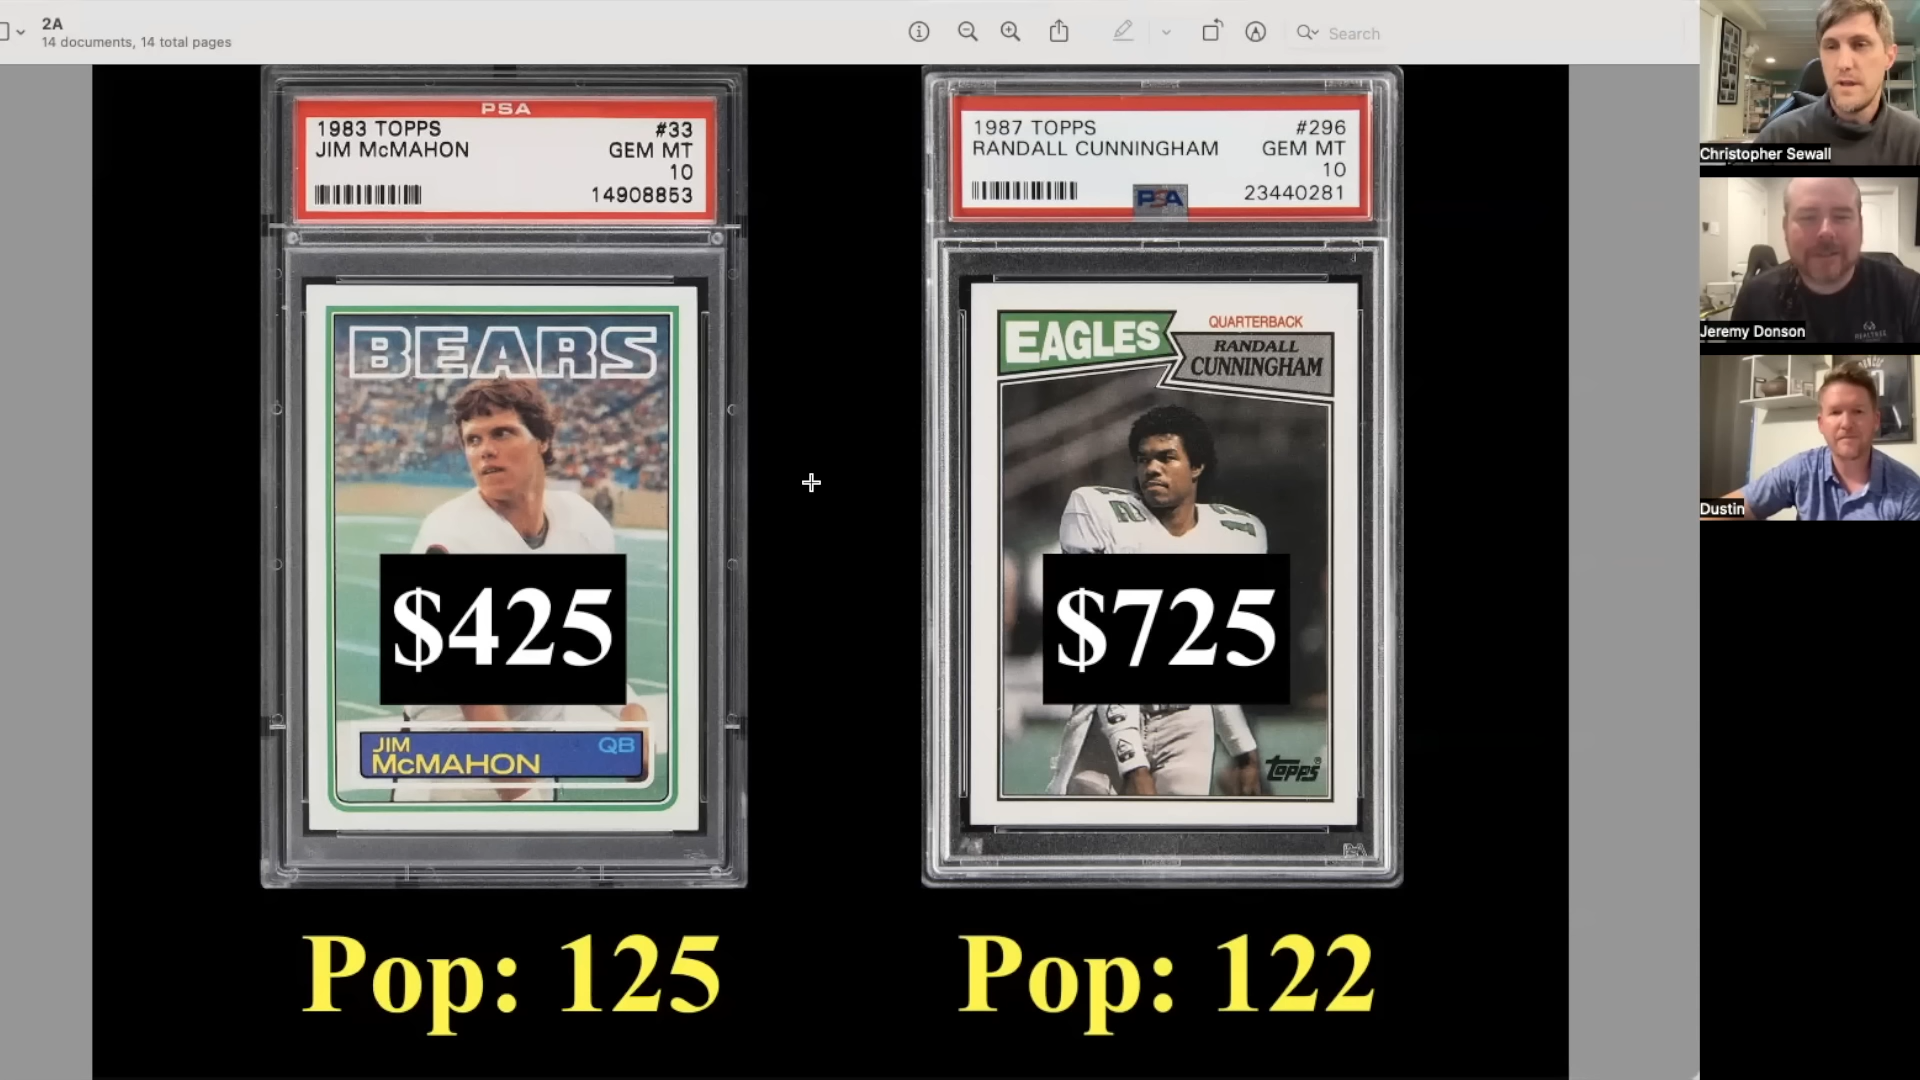 2A
14 documents, 14 total pages
Search
PSA
1983 TOPPS #33
JIM McMAHON GEM MT
10
14908853
BEARS
$425
JIM QB
McMAHON
Pop: 125
1987 TOPPS #296
RANDALL CUNNINGHAM GEM MT
10
PSA 23440281
EAGLES
QUARTERBACK
RANDALL
CUNNINGHAM
12
$725
topps
Pop: 122
Christopher Sewall
Jeremy Donson
Dustin